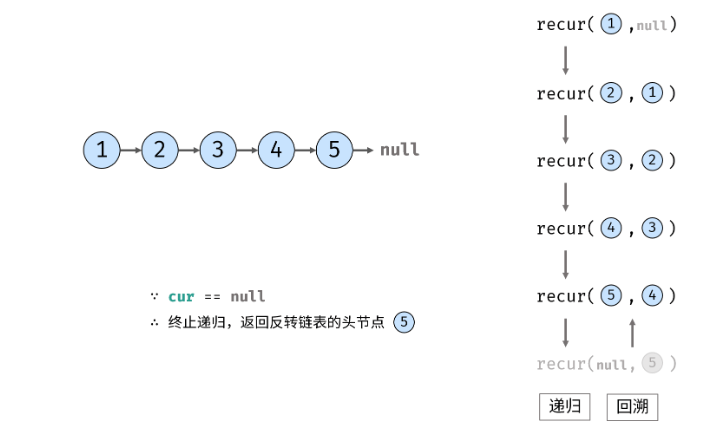 1 2 3 4 5 null
∵ cur == null
∴ 终止递归，返回反转链表的头节点 5
recur( 1 ,null)
recur( 2 , 1 )
recur( 3 , 2 )
recur( 4 , 3 )
recur( 5 , 4 )
recur(null, 5 )
递归 回溯